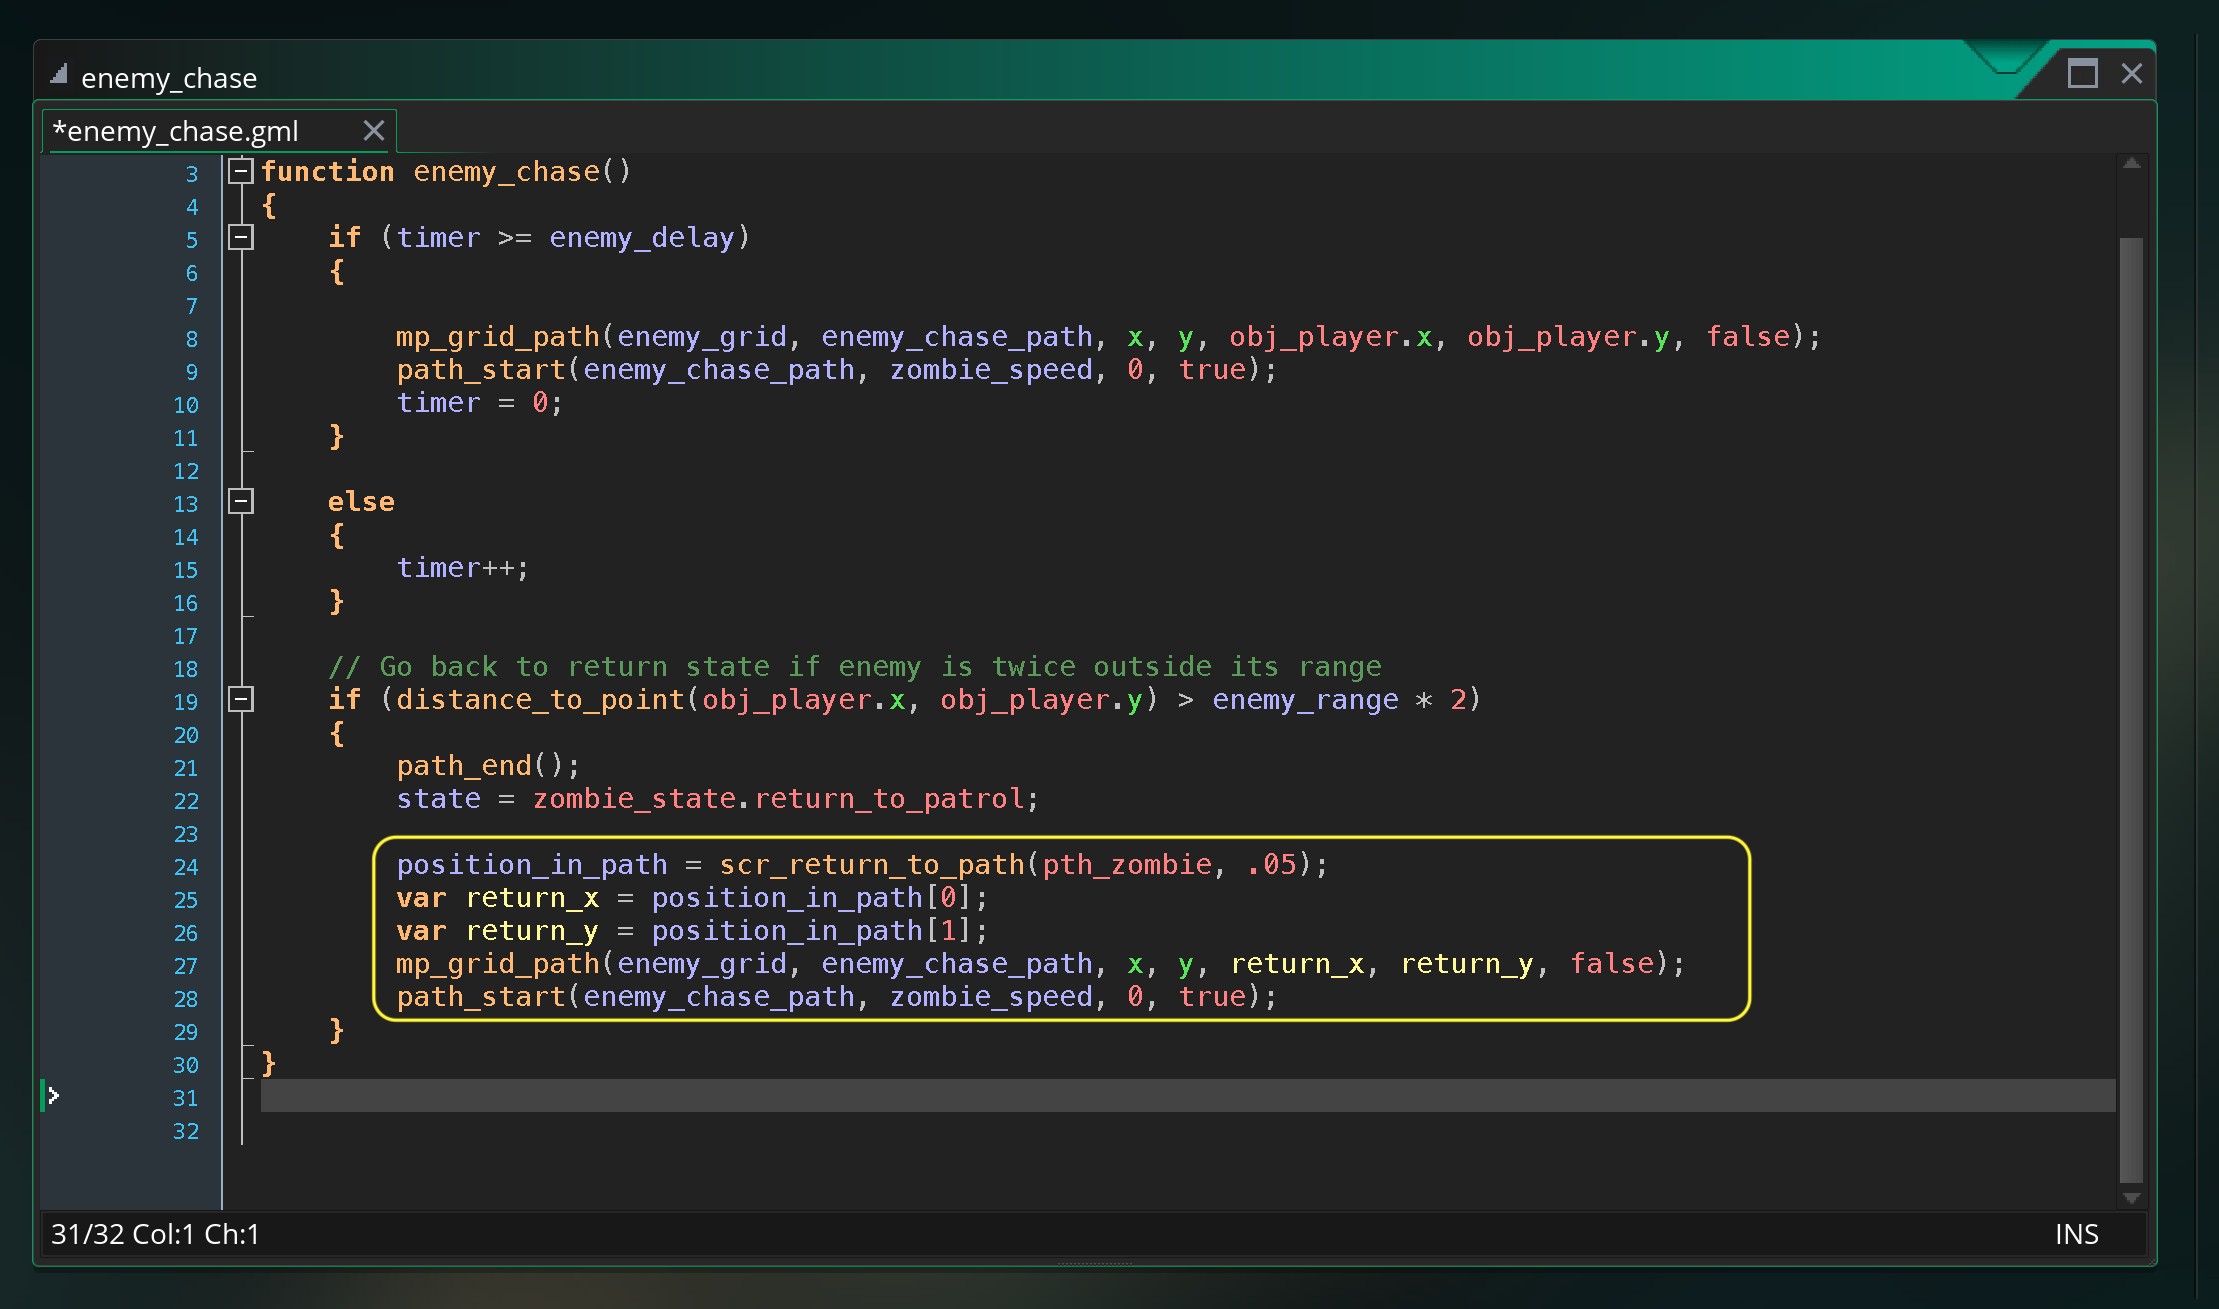 enemy_chase
*enemy_chase.gml
3 function enemy_chase()
4 {
5 if (timer >= enemy_delay)
6 {
7
8 mp_grid_path(enemy_grid, enemy_chase_path, x, y, obj_player.x, obj_player.y, false);
9 path_start(enemy_chase_path, zombie_speed, 0, true);
10 timer = 0;
11 }
12
13 else
14 {
15 timer++;
16 }
17
18 // Go back to return state if enemy is twice outside its range
19 if (distance_to_point(obj_player.x, obj_player.y) > enemy_range * 2)
20 {
21 path_end();
22 state = zombie_state.return_to_patrol;
23
24 position_in_path = scr_return_to_path(pth_zombie, .05);
25 var return_x = position_in_path[0];
26 var return_y = position_in_path[1];
27 mp_grid_path(enemy_grid, enemy_chase_path, x, y, return_x, return_y, false);
28 path_start(enemy_chase_path, zombie_speed, 0, true);
29 }
30 }
31
32
31/32 Col:1 Ch:1 INS